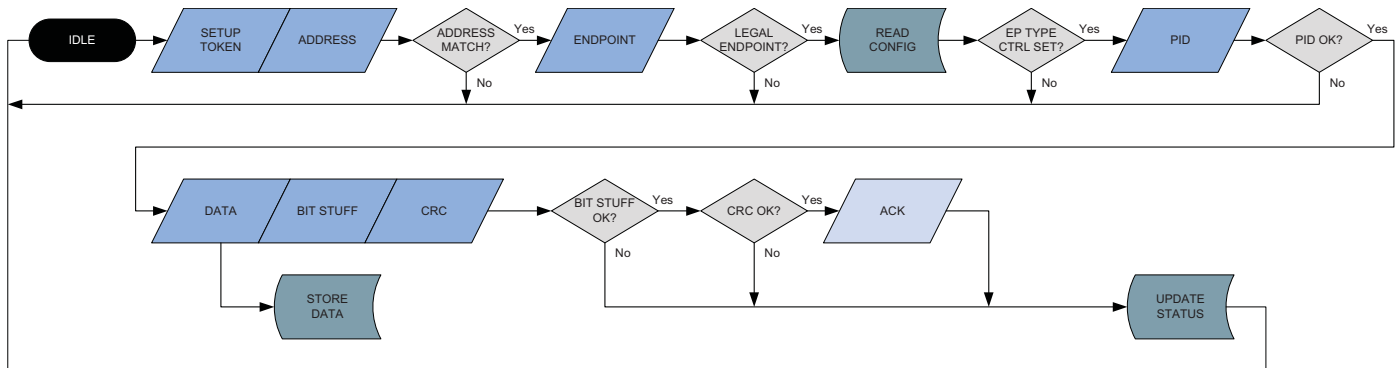 IDLE
SETUP
TOKEN
ADDRESS
ADDRESS
MATCH?
Yes
No
ENDPOINT
LEGAL
ENDPOINT?
Yes
No
READ
CONFIG
EP TYPE
CTRL SET?
Yes
No
PID
PID OK?
Yes
No
DATA
BIT STUFF
CRC
BIT STUFF
OK?
Yes
No
CRC OK?
Yes
No
ACK
STORE
DATA
UPDATE
STATUS